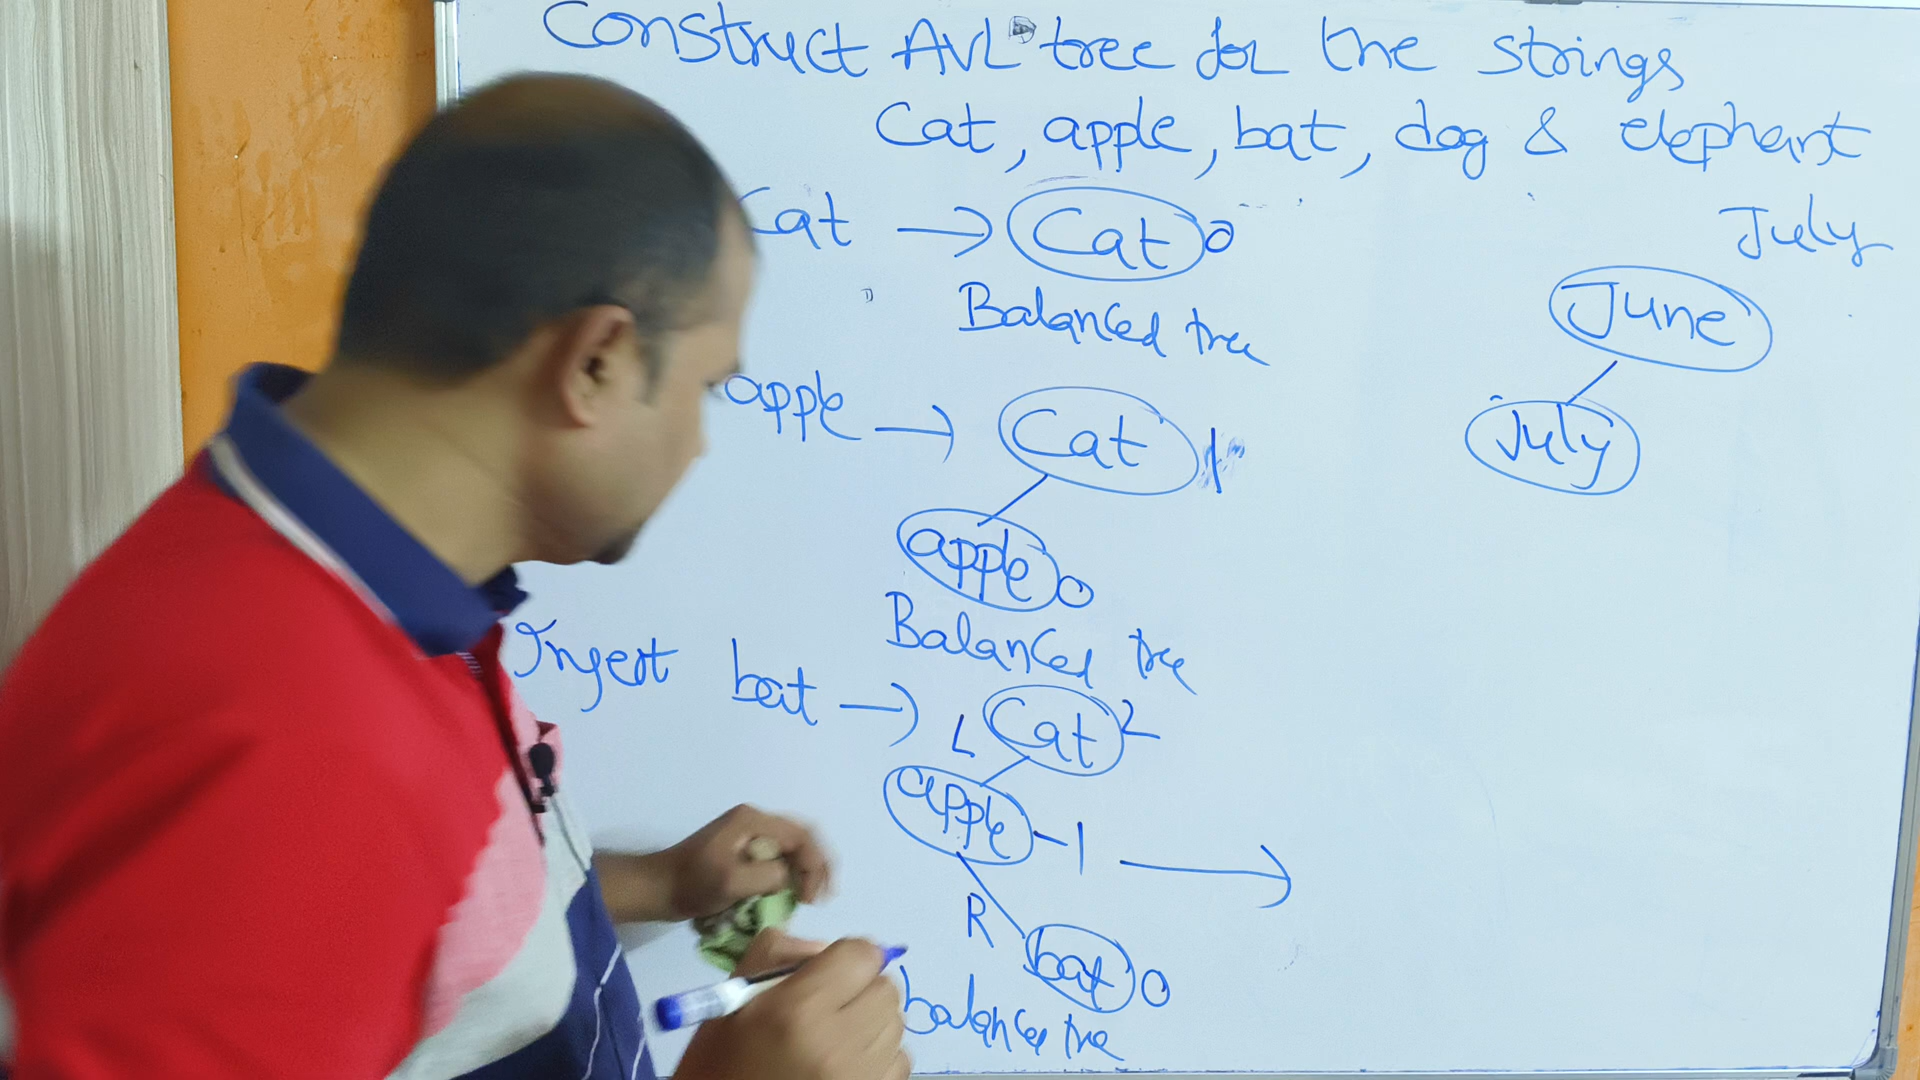 Construct AVL tree for the strings
Cat, apple, bat, dog & elephant
Cat → Cat 0
Balanced tree
July
June
July
apple → Cat 1
apple 0
Balanced tree
Insert bat → L Cat 2
apple -1 →
R
bat 0
balanced tree